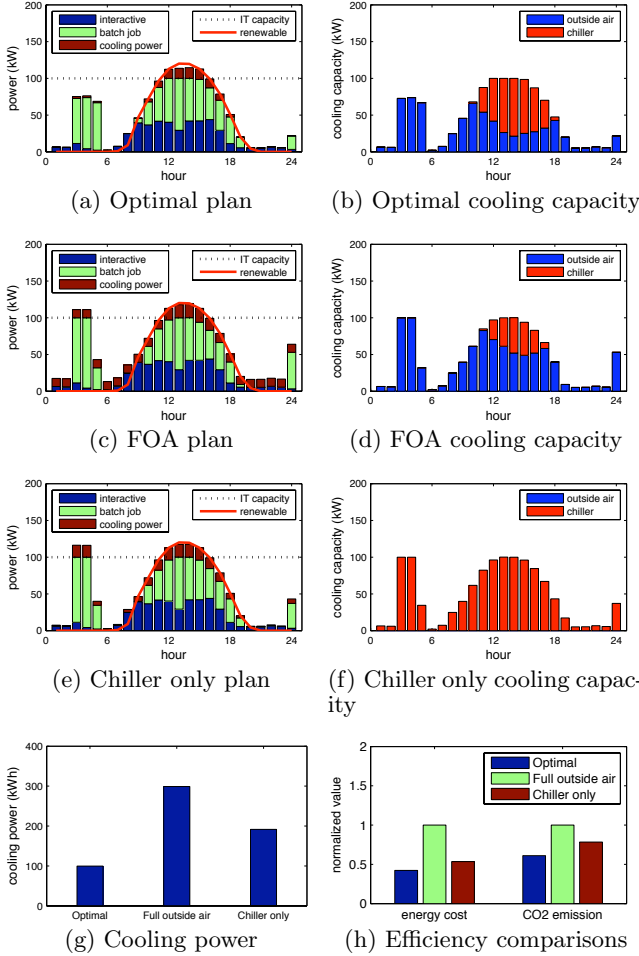 200
150
100
50
0
power (kW)
interactive
batch job
cooling power
IT capacity
renewable
0 6 12 18 24
hour
(a) Optimal plan
200
150
100
50
0
cooling capacity (kW)
outside air
chiller
0 6 12 18 24
hour
(b) Optimal cooling capacity
200
150
100
50
0
power (kW)
interactive
batch job
cooling power
IT capacity
renewable
0 6 12 18 24
hour
(c) FOA plan
200
150
100
50
0
cooling capacity (kW)
outside air
chiller
0 6 12 18 24
hour
(d) FOA cooling capacity
200
150
100
50
0
power (kW)
interactive
batch job
cooling power
IT capacity
renewable
0 6 12 18 24
hour
(e) Chiller only plan
200
150
100
50
0
cooling capacity (kW)
outside air
chiller
0 6 12 18 24
hour
(f) Chiller only cooling capac-
ity
400
300
200
100
0
cooling power (kWh)
Optimal Full outside air Chiller only
(g) Cooling power
2
1.5
1
0.5
0
normalized value
Optimal
Full outside air
Chiller only
energy cost CO2 emission
(h) Efficiency comparisons